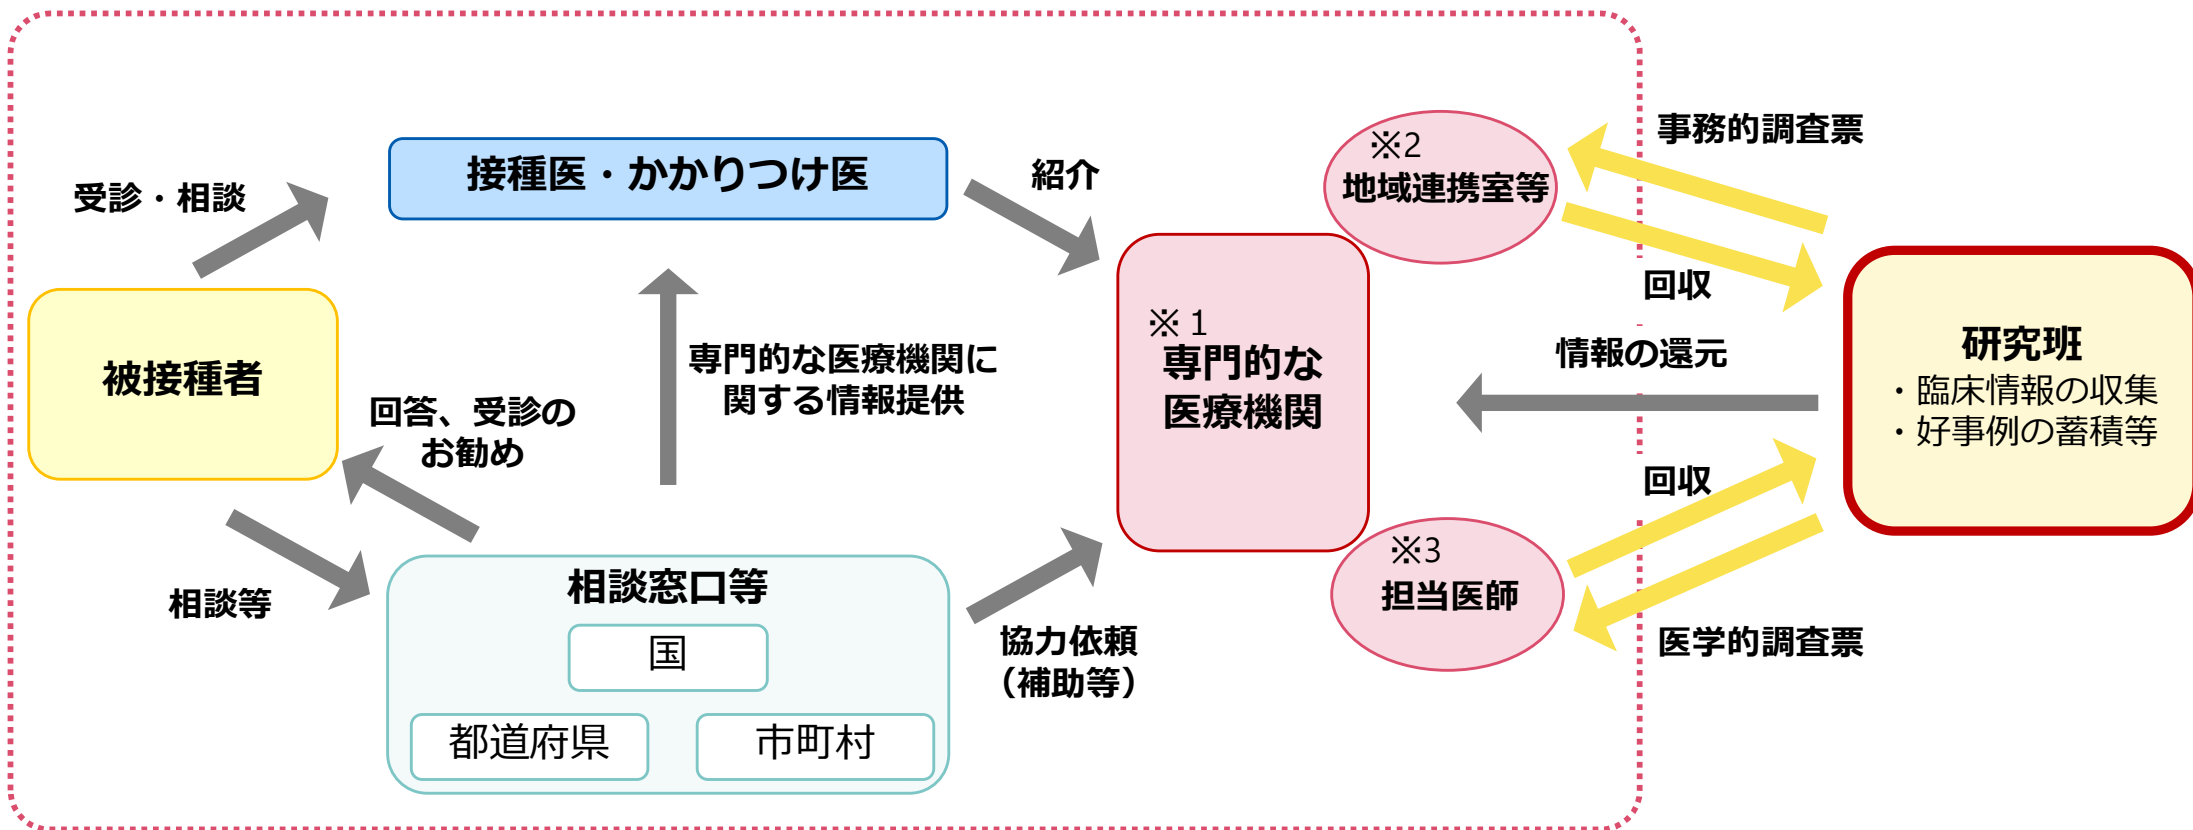 受診・相談
接種医・かかりつけ医
紹介
※2
地域連携室等
事務的調査票
回収
被接種者
専門的な医療機関に
関する情報提供
回答、受診の
お勧め
※１
専門的な
医療機関
情報の還元
研究班
・臨床情報の収集
・好事例の蓄積等
回収
相談等
相談窓口等
国
都道府県
市町村
協力依頼
（補助等）
※3
担当医師
医学的調査票